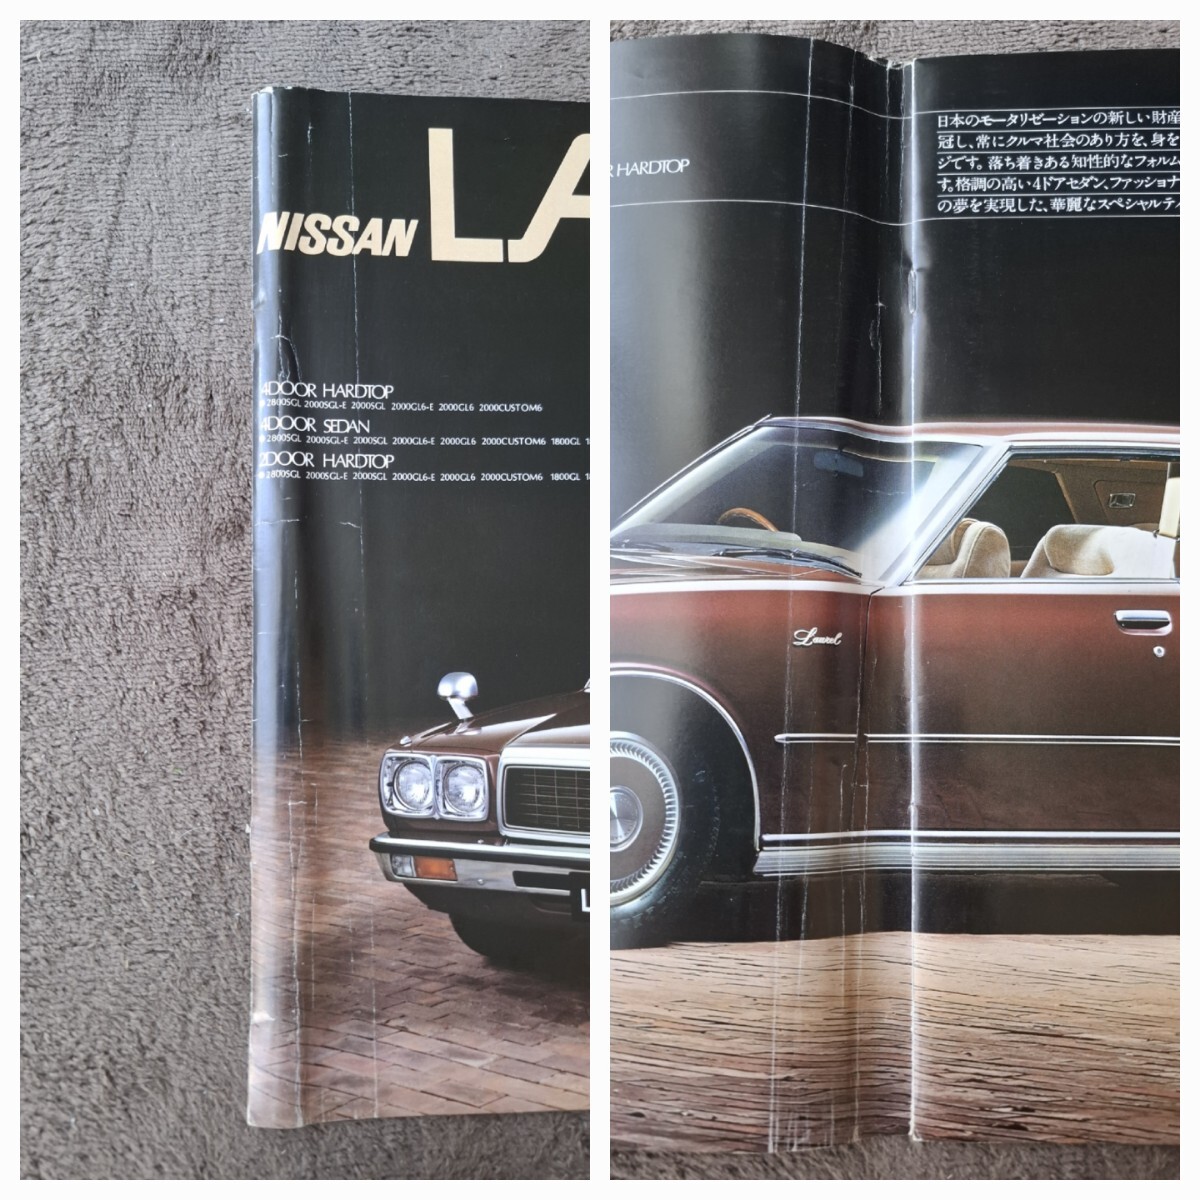 NISSAN LA
4DOOR HARDTOP
2800SGL 2000SGL-E 2000SGL 2000GL6-E 2000GL6 2000CUSTOM6
4DOOR SEDAN
2800SGL 2000SGL-E 2000SGL 2000GL6-E 2000GL6 2000CUSTOM6 1800GL
2DOOR HARDTOP
2800SGL 2000SGL-E 2000SGL 2000GL6-E 2000GL6 2000CUSTOM6 1800GL
L
R HARDTOP
日本のモータリゼーションの新しい財産
冠し、常にクルマ社会のあり方を、身を
ジです。落ち着きある知性的なフォルム
す。格調の高い4ドアセダン、ファッショナ
の夢を実現した、華麗なスペシャルティ
Laurel